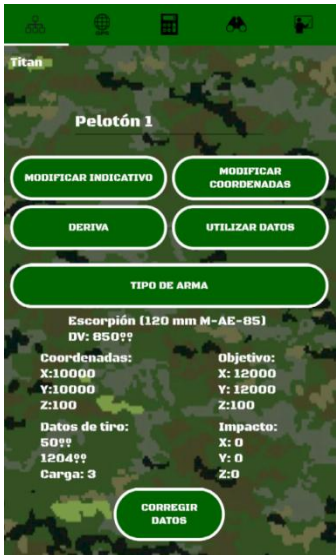 Titan
Pelotón 1
MODIFICAR INDICATIVO
MODIFICAR COORDENADAS
DERIVA
UTILIZAR DATOS
TIPO DE ARMA
Escorpión (120 mm M-AE-85)
DV: 850⁇
Coordenadas:
X:10000
Y:10000
Z:100
Objetivo:
X: 12000
Y: 12000
Z:100
Datos de tiro:
50⁇
1204⁇
Carga: 3
Impacto:
X: 0
Y: 0
Z:0
CORREGIR
DATOS